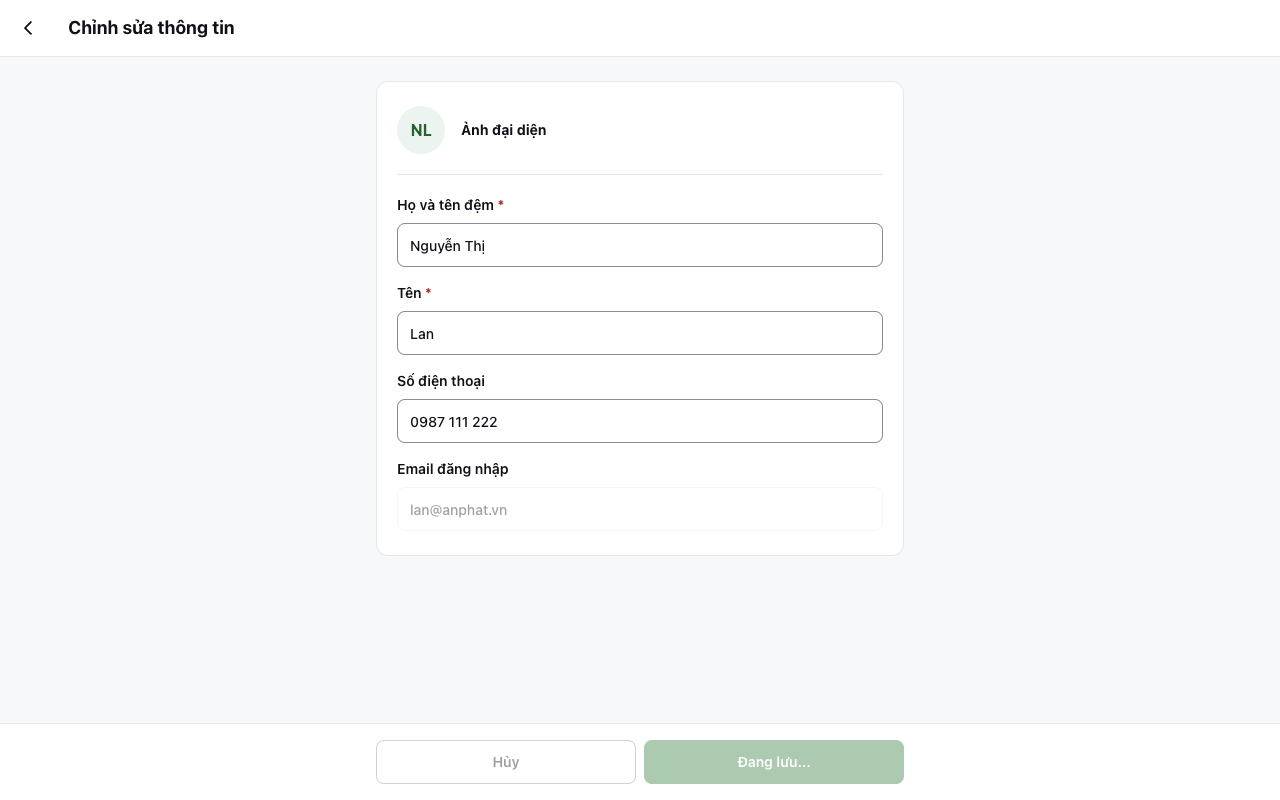 Chỉnh sửa thông tin
NL
Ảnh đại diện
Họ và tên đệm *
Nguyễn Thị
Tên *
Lan
Số điện thoại
0987 111 222
Email đăng nhập
lan@anphat.vn
Hủy
Đang lưu...